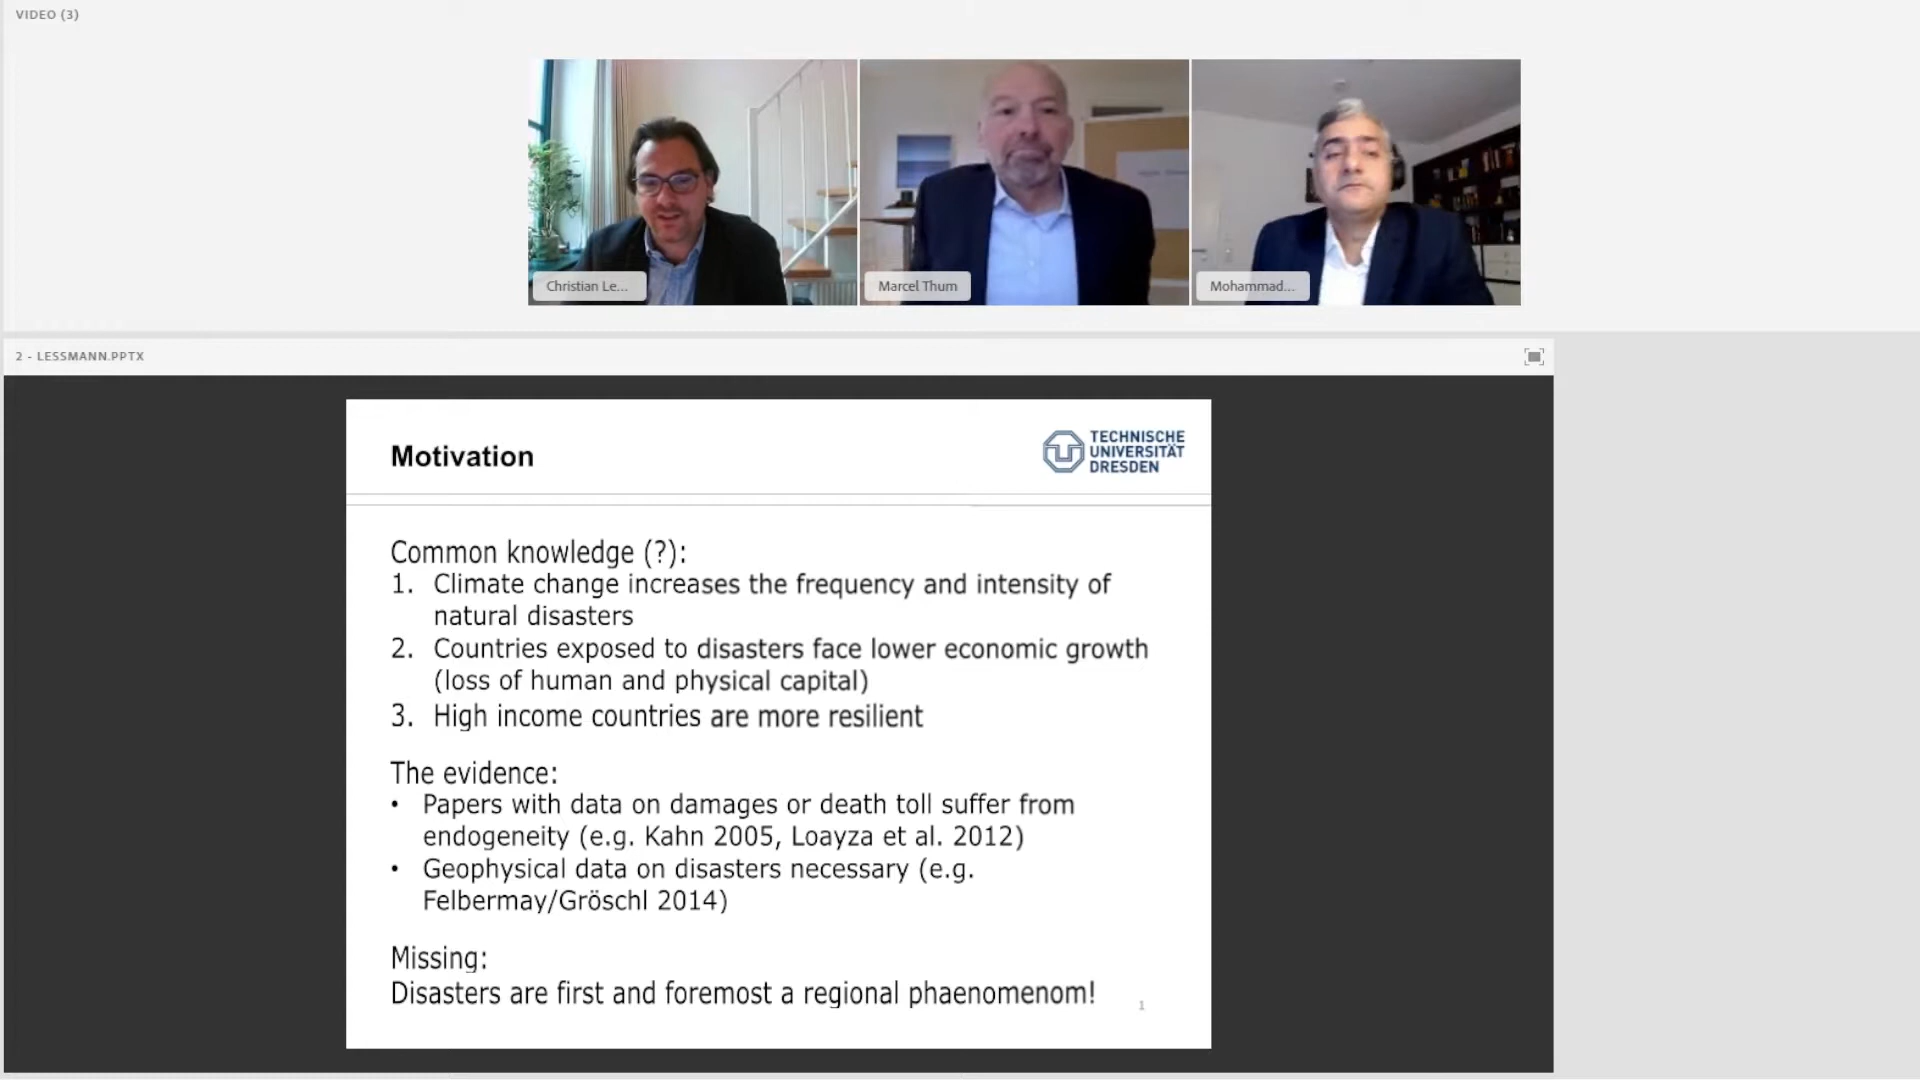 VIDEO (3)
Christian Le...
Marcel Thum
Mohammad...
2 - LESSMANN.PPTX
Motivation
TECHNISCHE
UNIVERSITÄT
DRESDEN
Common knowledge (?):
1. Climate change increases the frequency and intensity of
natural disasters
2. Countries exposed to disasters face lower economic growth
(loss of human and physical capital)
3. High income countries are more resilient
The evidence:
• Papers with data on damages or death toll suffer from
endogeneity (e.g. Kahn 2005, Loayza et al. 2012)
• Geophysical data on disasters necessary (e.g.
Felbermay/Gröschl 2014)
Missing:
Disasters are first and foremost a regional phaenomenom!
1